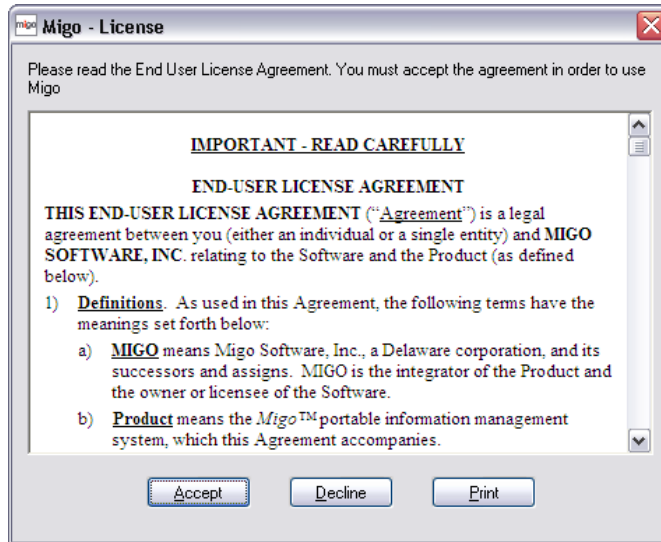 migo Migo - License
Please read the End User License Agreement. You must accept the agreement in order to use
Migo
IMPORTANT - READ CAREFULLY
END-USER LICENSE AGREEMENT
THIS END-USER LICENSE AGREEMENT (“Agreement”) is a legal
agreement between you (either an individual or a single entity) and MIGO
SOFTWARE, INC. relating to the Software and the Product (as defined
below).
1) Definitions. As used in this Agreement, the following terms have the
meanings set forth below:
a) MIGO means Migo Software, Inc., a Delaware corporation, and its
successors and assigns. MIGO is the integrator of the Product and
the owner or licensee of the Software.
b) Product means the Migo™ portable information management
system, which this Agreement accompanies.
Accept Decline Print